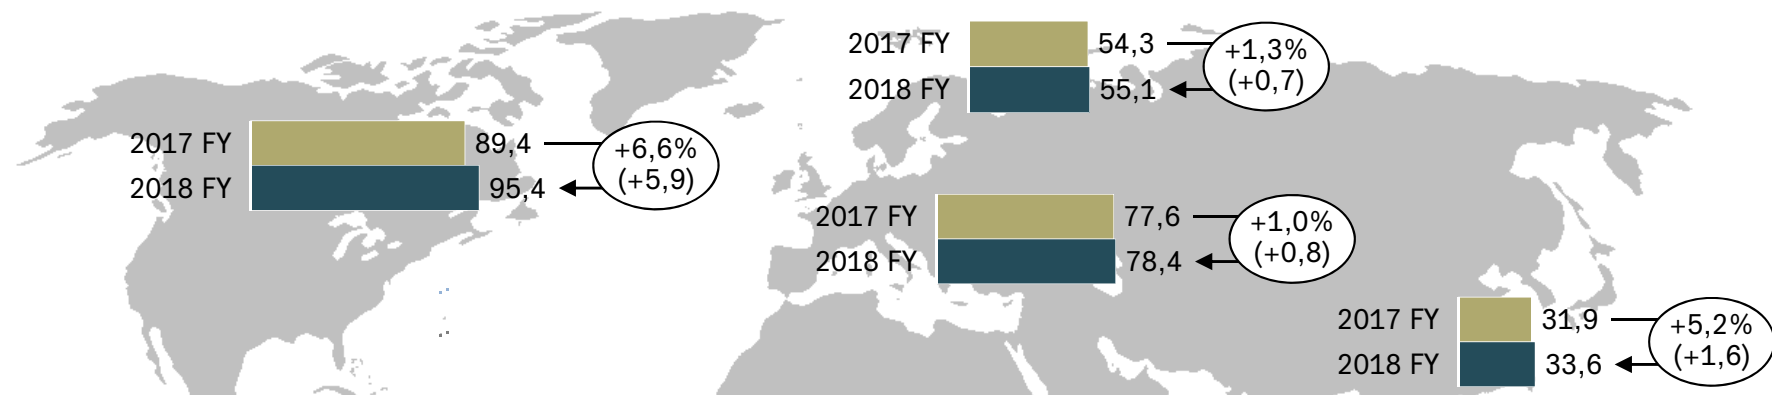 2017 FY 54,3 +1,3%
2018 FY 55,1 (+0,7)
2017 FY 89,4 +6,6%
2018 FY 95,4 (+5,9)
2017 FY 77,6 +1,0%
2018 FY 78,4 (+0,8)
2017 FY 31,9 +5,2%
2018 FY 33,6 (+1,6)